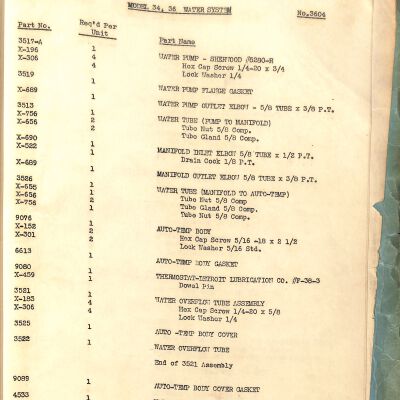 MODEL 34, 36 WATER SYSTEM No.3604
Part No. Req'd Per Unit Part Name
3517-A 1 WATER PUMP - SHERWOOD #5280-R
X-196 4 Hex Cap Screw 1/4-20 x 3/4
X-306 4 Lock Washer 1/4
3519 1 WATER PUMP FLANGE GASKET
X-689 1 WATER PUMP OUTLET ELBOW - 5/8 TUBE x 3/8 P.T.
3513 1 WATER TUBE (PUMP TO MANIFOLD)
X-756 2 Tube Nut 5/8 Comp.
X-656 2 Tube Gland 5/8 Comp.
X-690 1 MANIFOLD INLET ELBOW 5/8 TUBE x 1/2 P.T.
X-522 1 Drain Cock 1/8 P.T.
X-689 1 MANIFOLD OUTLET ELBOW 5/8 TUBE x 3/8 P.T.
3526 1 WATER TUBE (MANIFOLD TO AUTO-TEMP)
X-655 1 Tube Nut 5/8 Comp
X-656 2 Tube Gland 5/8 Comp.
X-756 1 Tube Nut 5/8 Comp.
9076 1 AUTO-TEMP BODY
X-152 2 Hex Cap Screw 5/16 -18 x 2 1/2
X-301 2 Lock Washer 5/16 Std.
6613 1 AUTO-TEMP BODY GASKET
9080 1 THERMOSTAT-DETROIT LUBRICATION CO. #F-38-3
X-459 1 Dowel Pin
3521 1 WATER OVERFLOW TUBE ASSEMBLY
X-183 4 Hex Cap Screw 1/4-20 x 5/8
X-306 4 Lock Washer 1/4
3525 1 AUTO -TEMP BODY COVER
3522 1 WATER OVERFLOW TUBE
End of 3521 Assembly
9089 1 AUTO-TEMP BODY COVER GASKET
4533 1